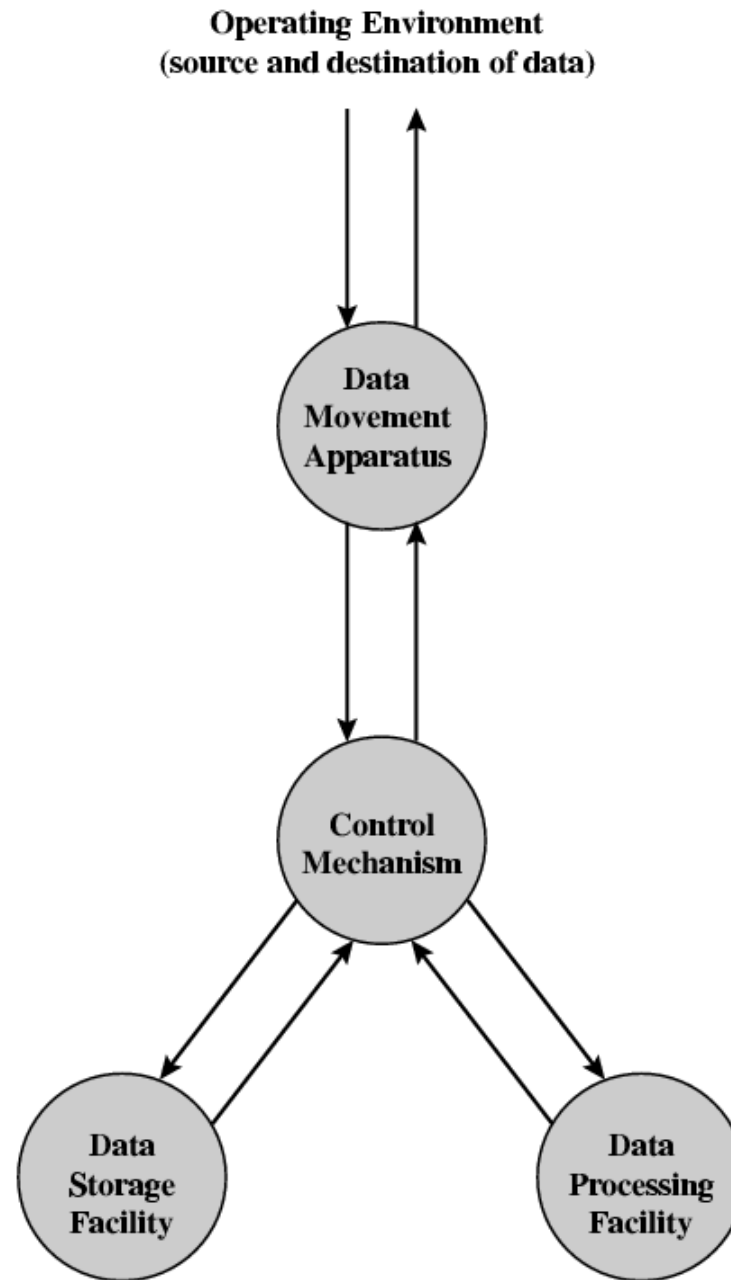 Operating Environment
(source and destination of data)
Data
Movement
Apparatus
Control
Mechanism
Data
Storage
Facility
Data
Processing
Facility